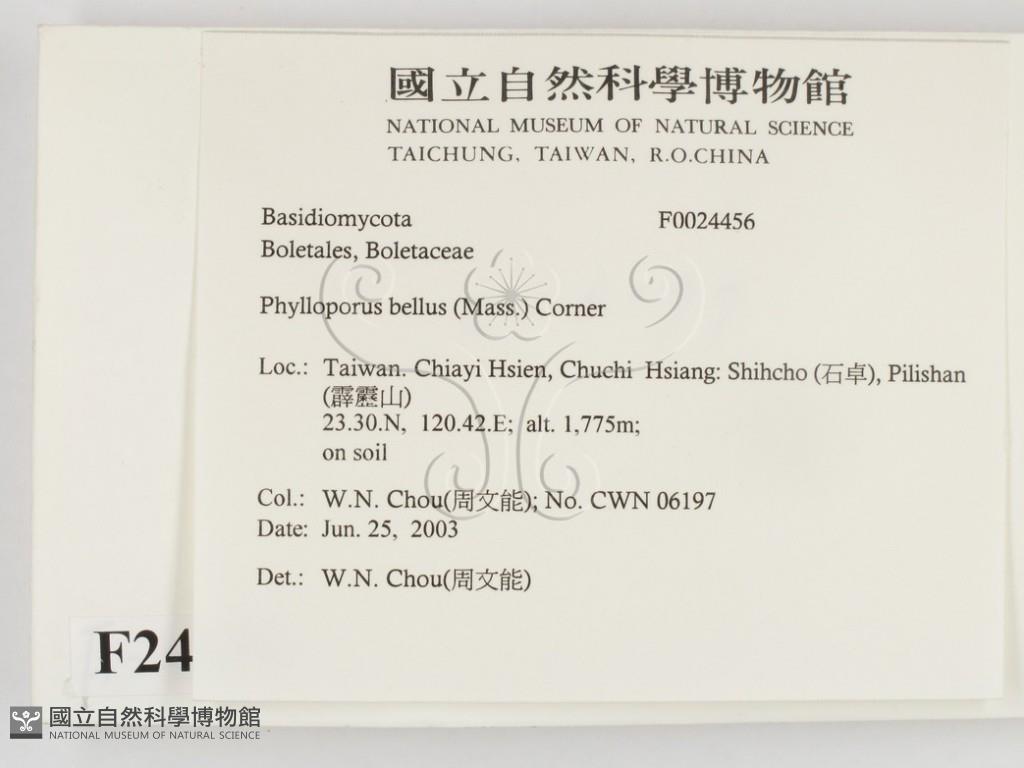 國立自然科學博物館
NATIONAL MUSEUM OF NATURAL SCIENCE
TAICHUNG, TAIWAN, R.O.CHINA
Basidiomycota F0024456
Boletales, Boletaceae
Phylloporus bellus (Mass.) Corner
Loc.: Taiwan. Chiayi Hsien, Chuchi Hsiang: Shihcho (石卓), Pilishan
(霹靂山)
23.30.N, 120.42.E; alt. 1,775m;
on soil
Col.: W.N. Chou(周文能); No. CWN 06197
Date: Jun. 25, 2003
Det.: W.N. Chou(周文能)
F24
國立自然科學博物館
NATIONAL MUSEUM OF NATURAL SCIENCE